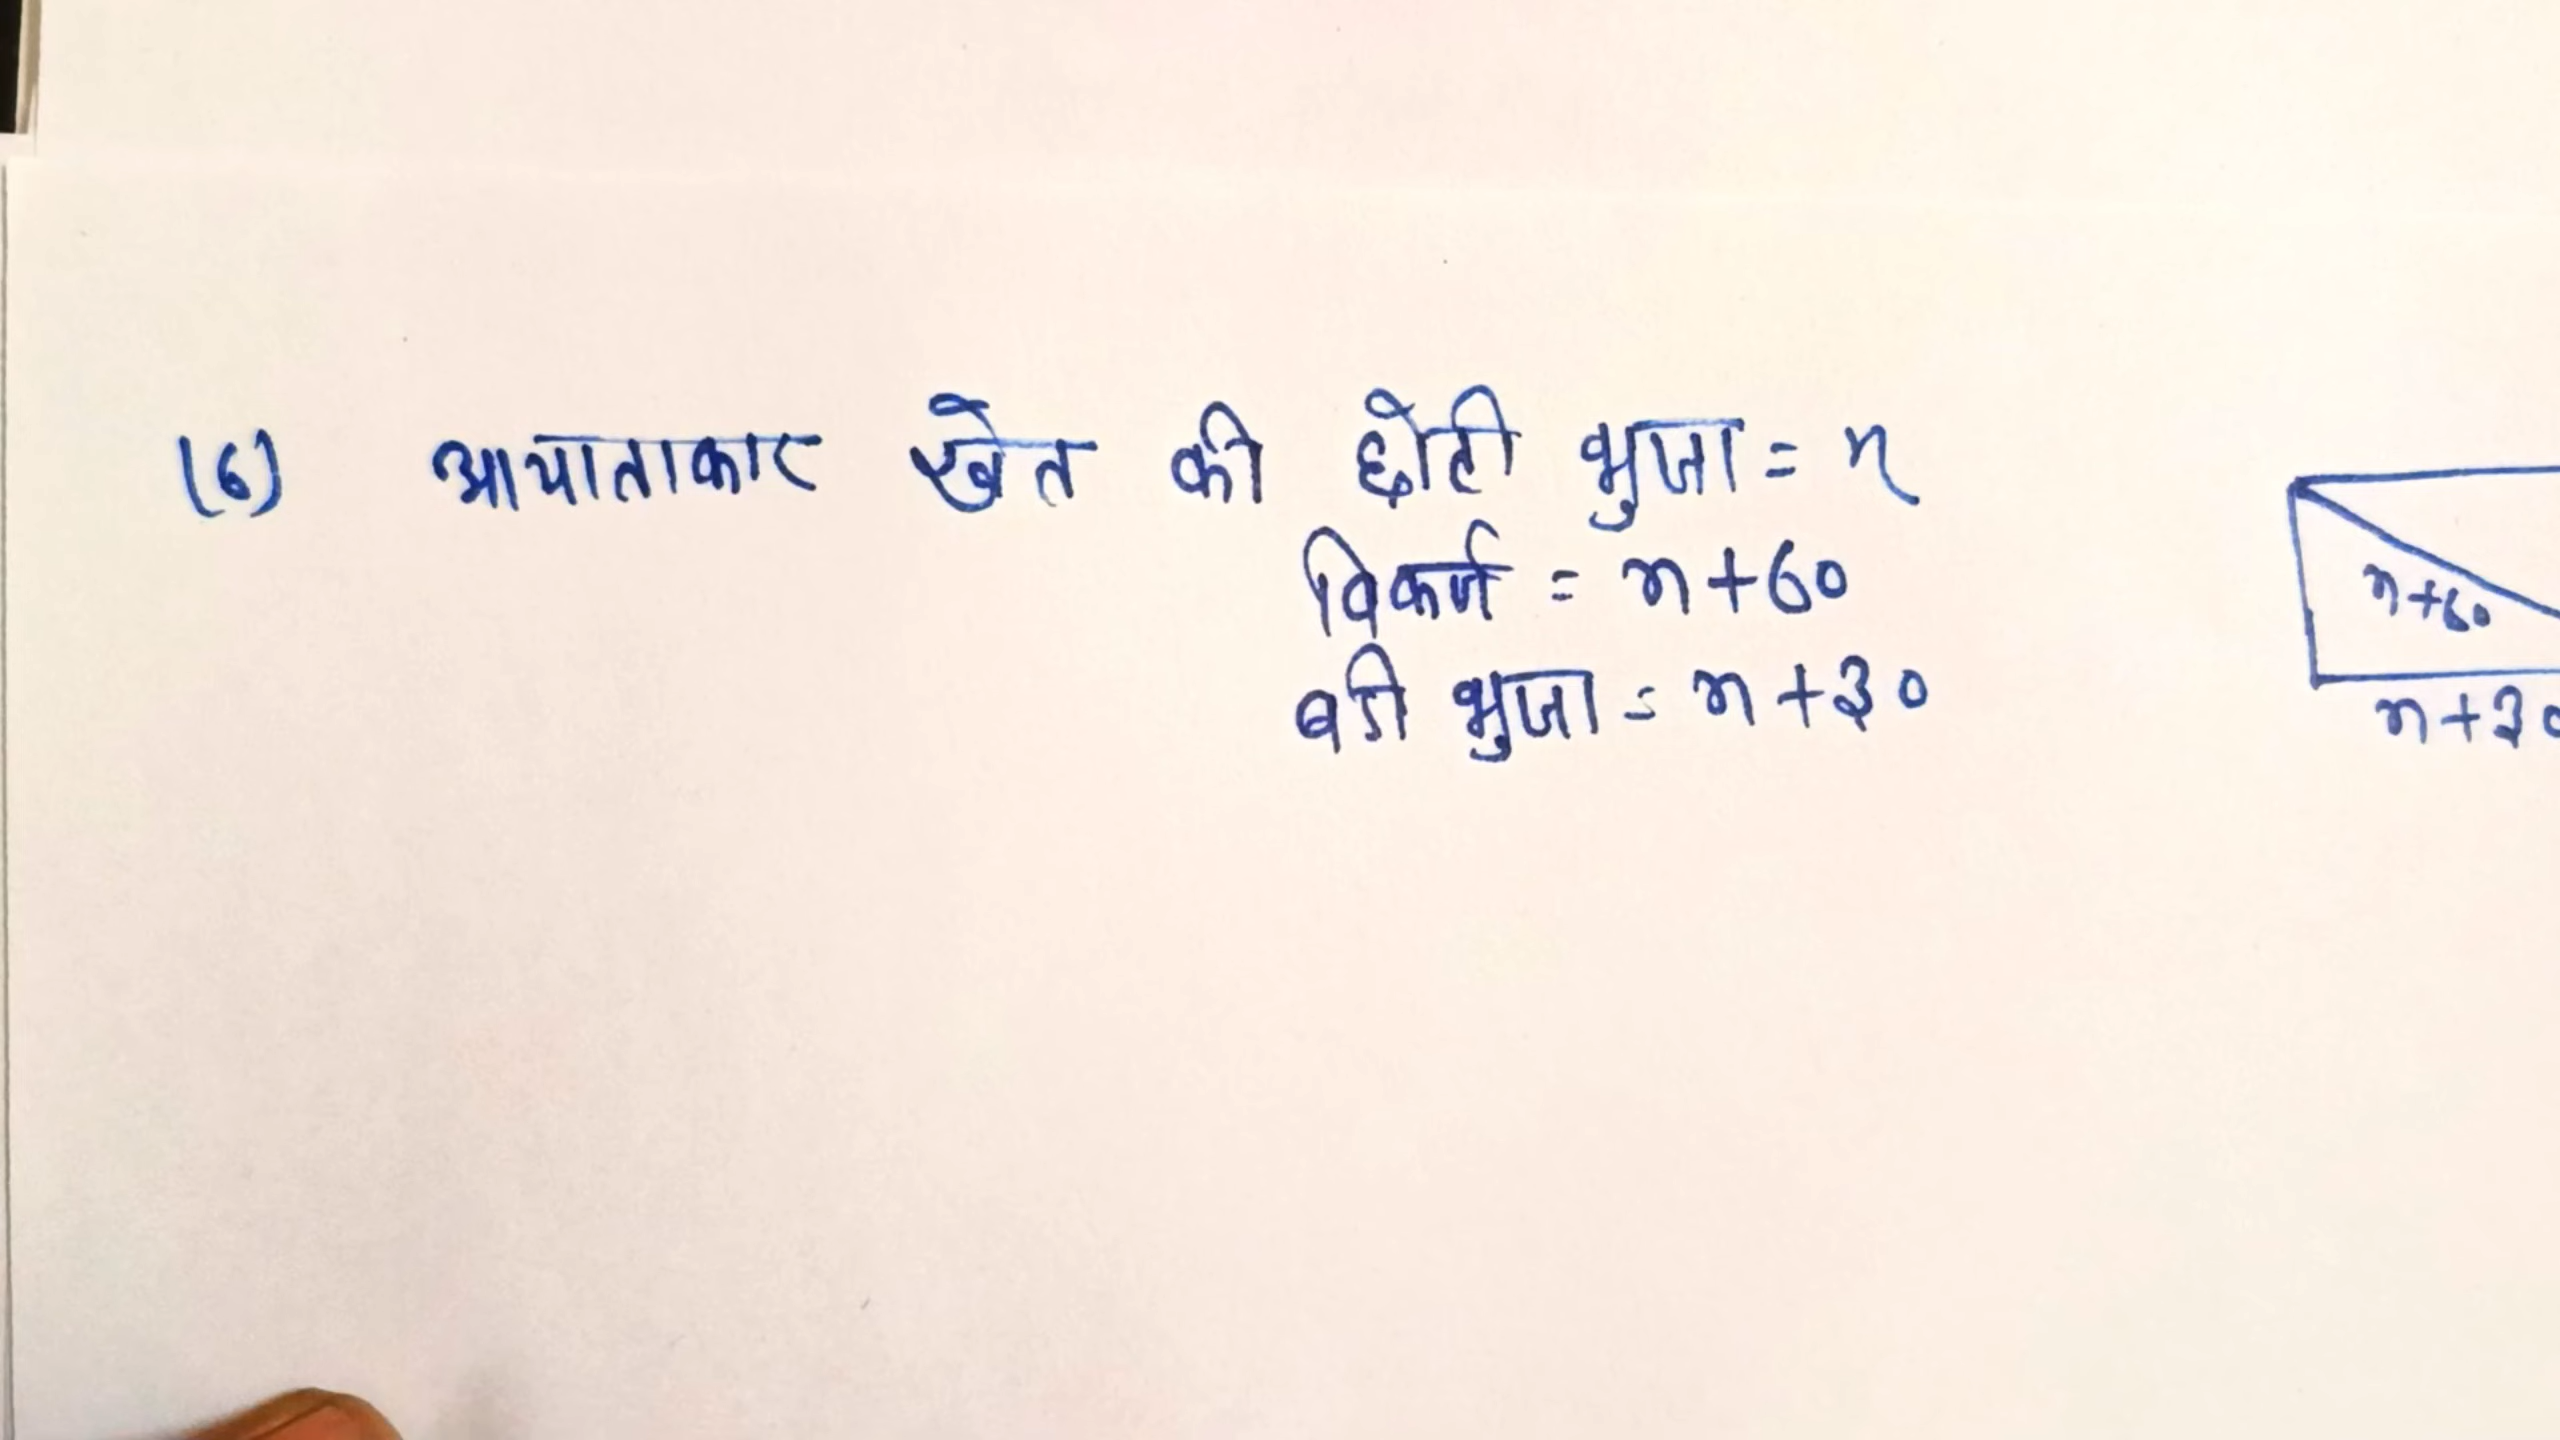 (6) आयाताकार खेत की छोटी भुजा = x
विकर्ण = x+60
बडी भुजा = x+30
x+60
x+30